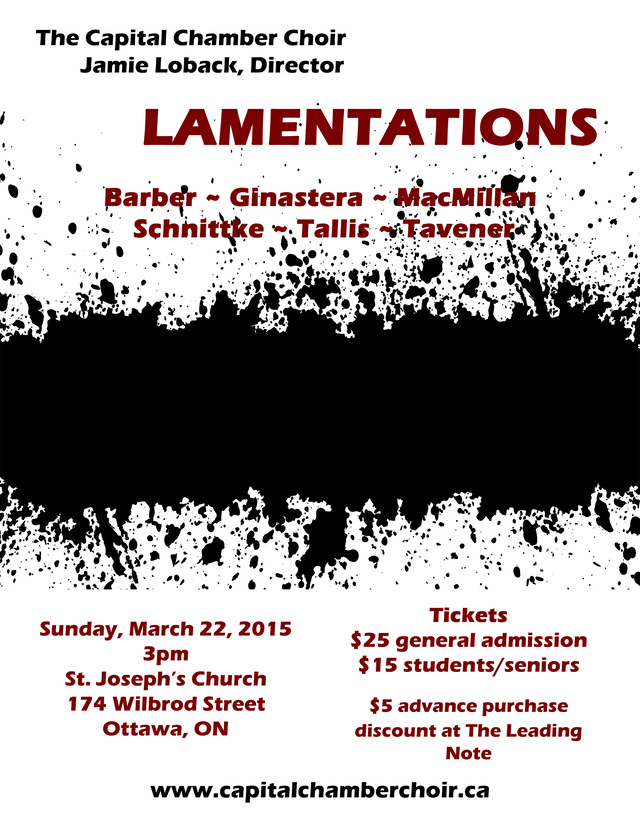 The Capital Chamber Choir
Jamie Loback, Director
LAMENTATIONS
Barber ~ Ginastera ~ MacMillan
Schnittke ~ Tallis ~ Tavener
Sunday, March 22, 2015
3pm
St. Joseph's Church
174 Wilbrod Street
Ottawa, ON
Tickets
$25 general admission
$15 students/seniors
$5 advance purchase
discount at The Leading
Note
www.capitalchamberchoir.ca